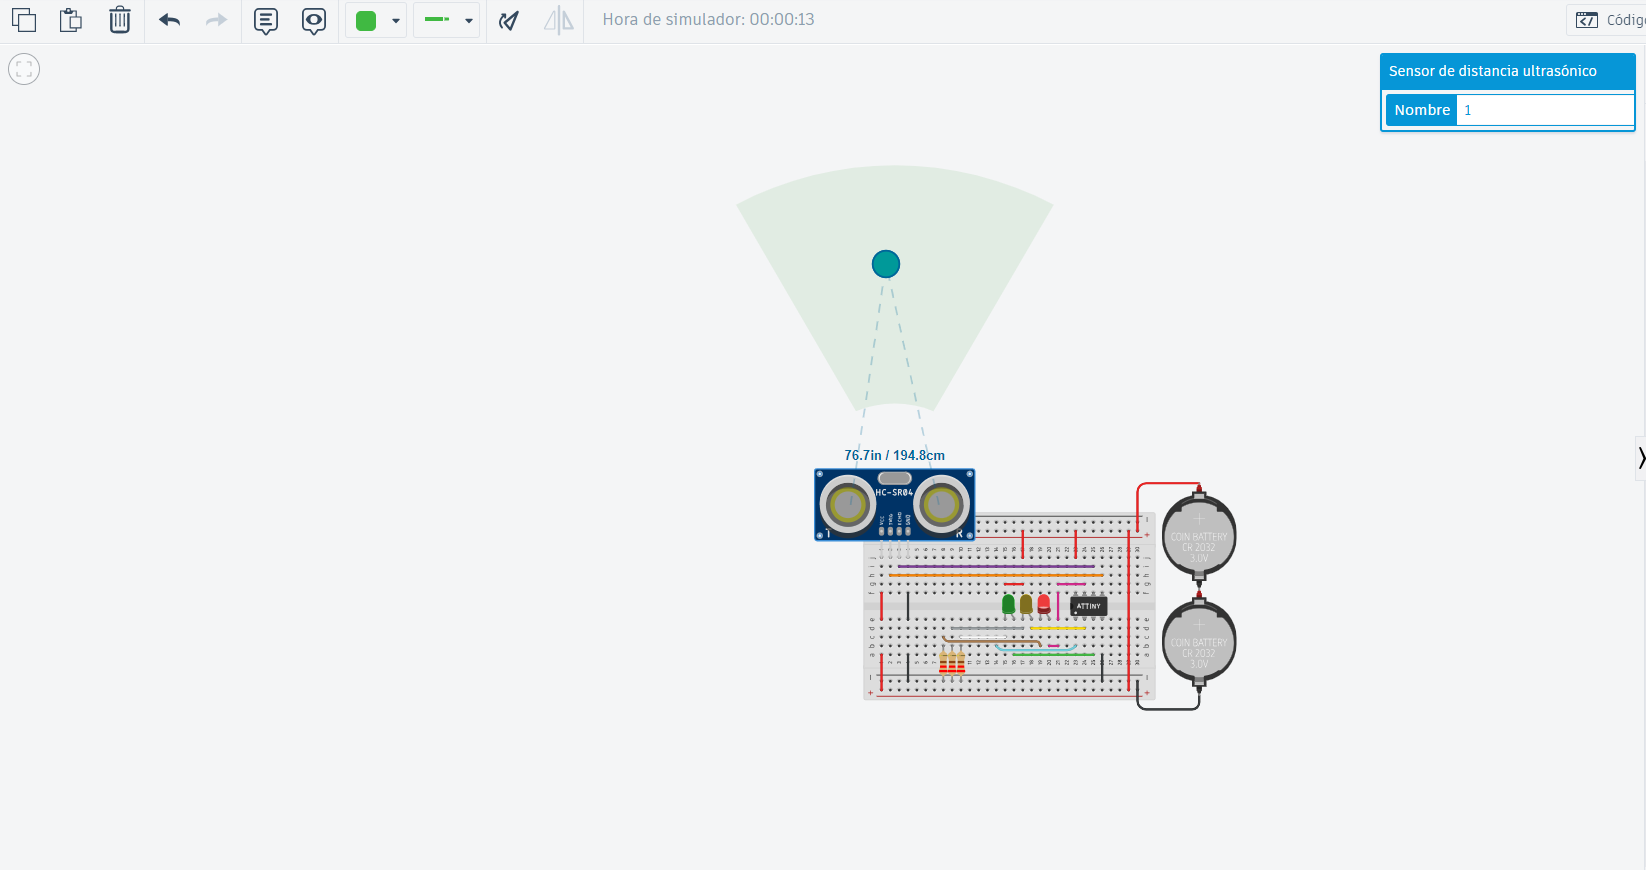 Hora de simulador: 00:00:13
Códig
Sensor de distancia ultrasónico
Nombre 1
76.7in / 194.8cm
HC-SR04
T R
ATTINY
COIN BATTERY
CR 2032
3.0V
COIN BATTERY
CR 2032
3.0V